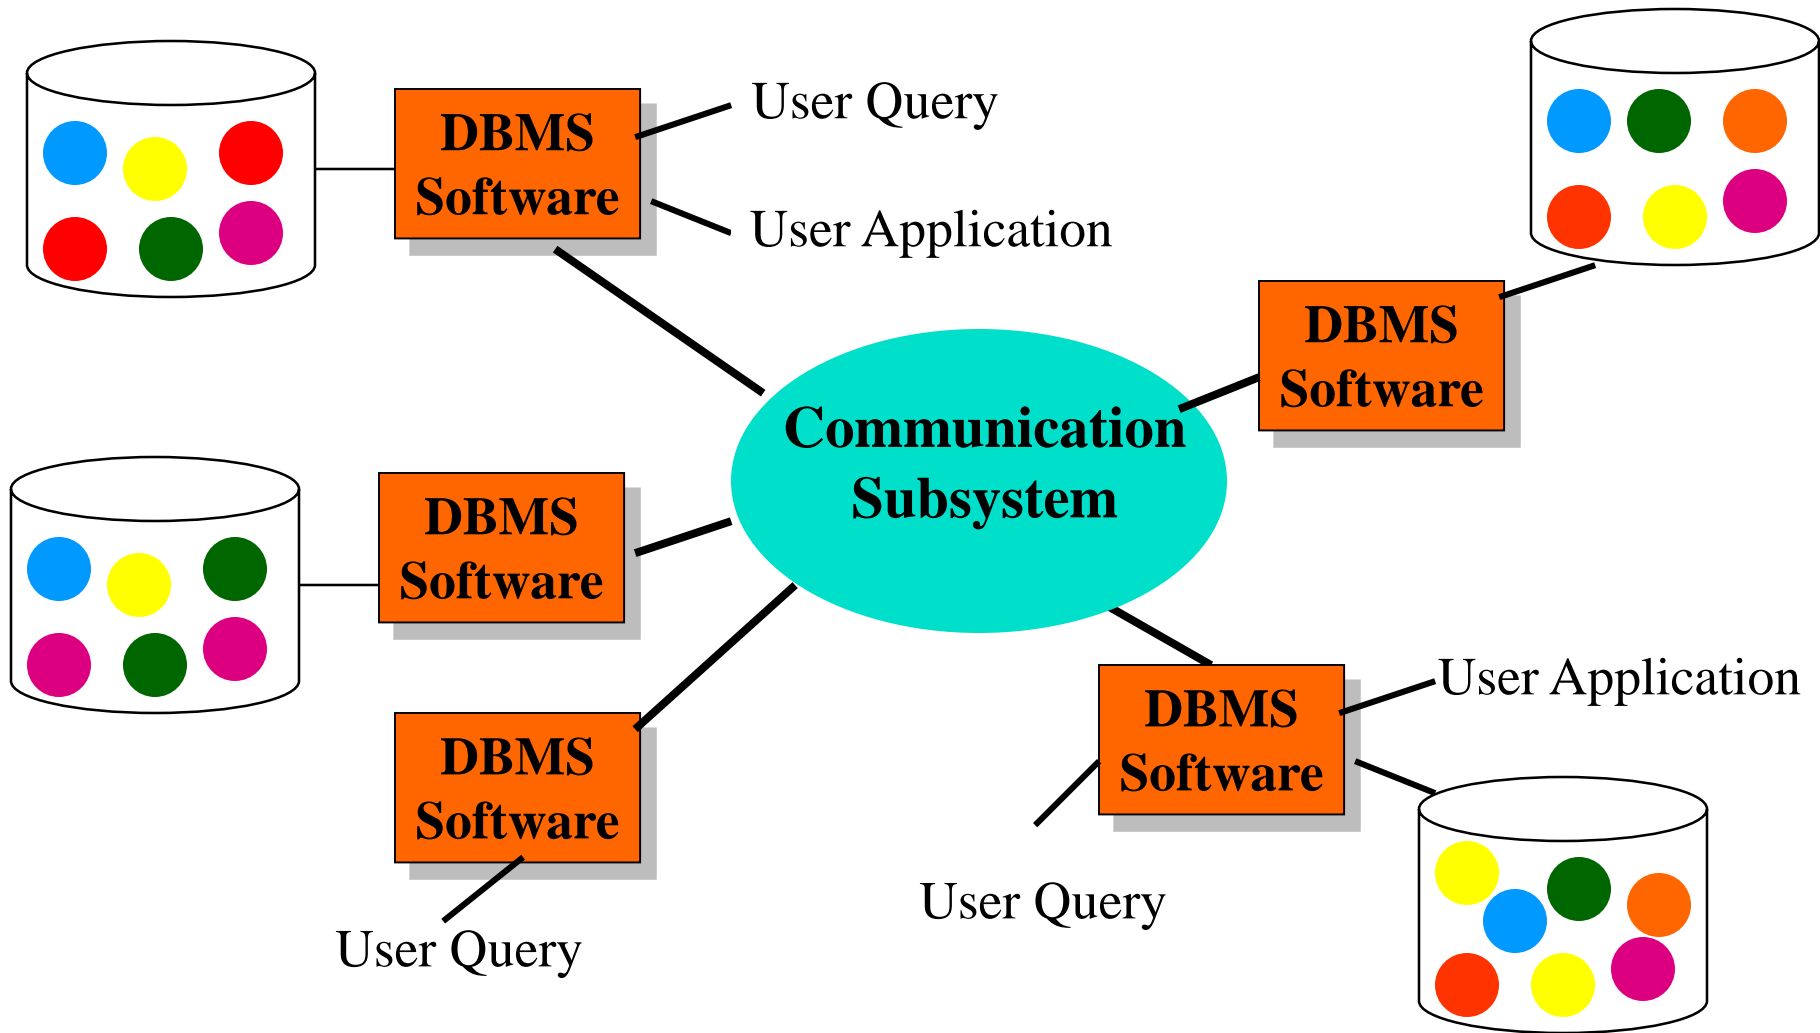 DBMS
Software
User Query
User Application
DBMS
Software
Communication
Subsystem
DBMS
Software
DBMS
Software
User Query
DBMS
Software
User Application
User Query